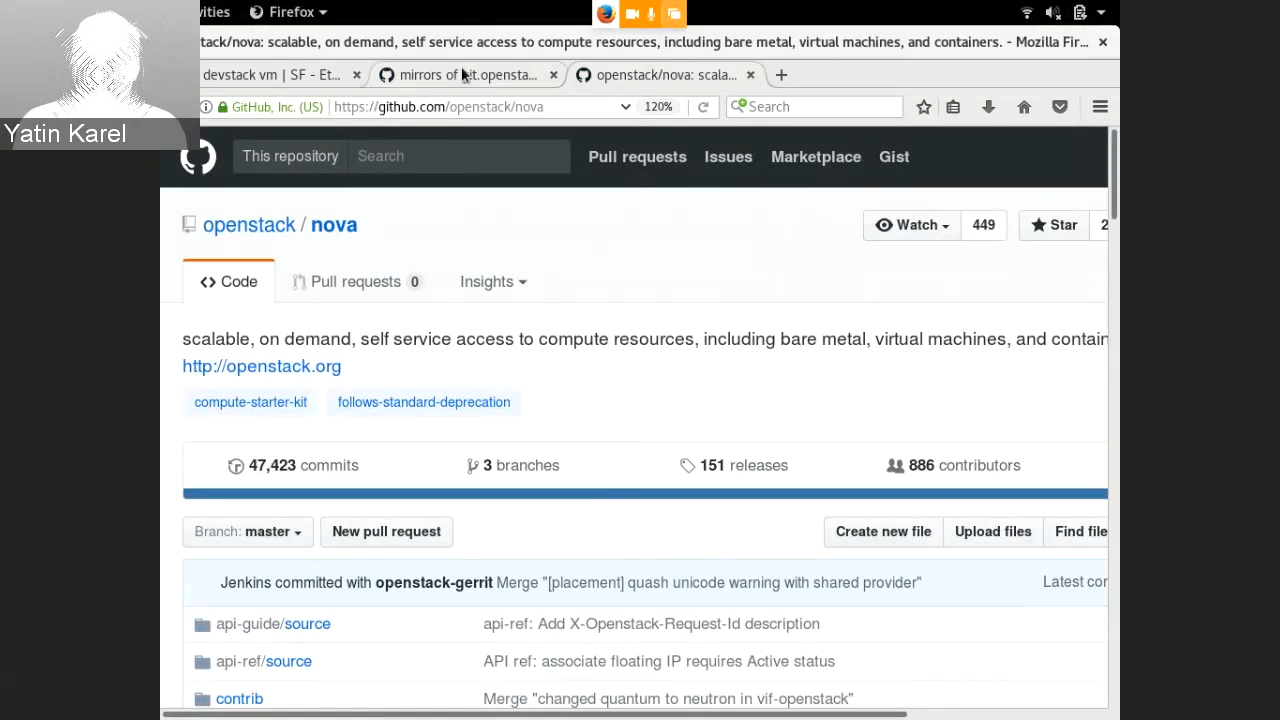 vities Firefox
tack/nova: scalable, on demand, self service access to compute resources, including bare metal, virtual machines, and containers. - Mozilla Fir...
devstack vm | SF - Et... mirrors of it.opensta... openstack/nova: scala...
GitHub, Inc. (US) https://github.com/openstack/nova 120% Search
Yatin Karel
This repository Search Pull requests Issues Marketplace Gist
openstack / nova Watch 449 Star 2
Code Pull requests 0 Insights
scalable, on demand, self service access to compute resources, including bare metal, virtual machines, and contain
http://openstack.org
compute-starter-kit follows-standard-deprecation
47,423 commits 3 branches 151 releases 886 contributors
Branch: master New pull request Create new file Upload files Find file
Jenkins committed with openstack-gerrit Merge "[placement] quash unicode warning with shared provider" Latest com
api-guide/source api-ref: Add X-Openstack-Request-Id description
api-ref/source API ref: associate floating IP requires Active status
contrib Merge "changed quantum to neutron in vif-openstack"